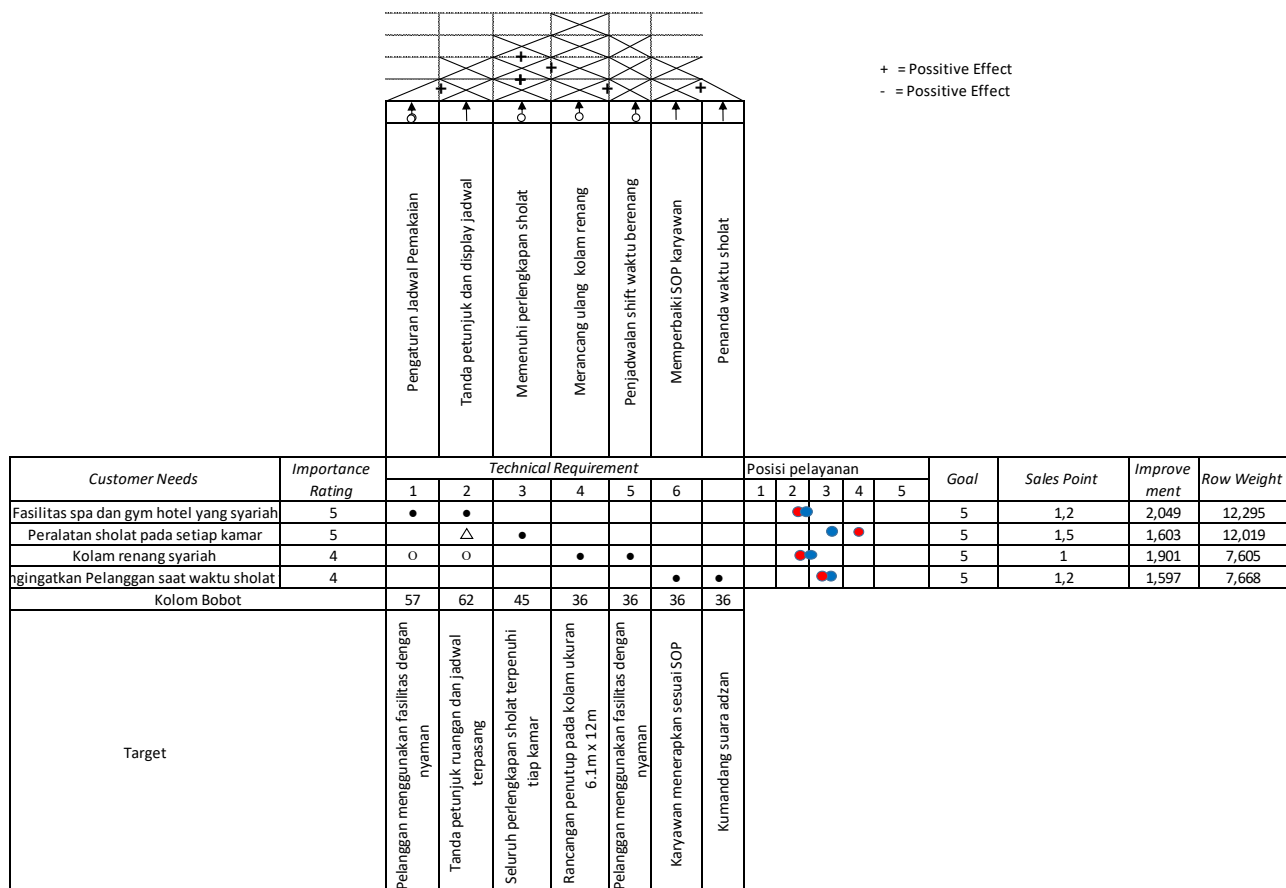 + = Possitive Effect
- = Possitive Effect
Pengaturan Jadwal Pemakaian
Tanda petunjuk dan display jadwal
Memenuhi perlengkapan sholat
Merancang ulang kolam renang
Penjadwalan shift waktu berenang
Memperbaiki SOP karyawan
Penanda waktu sholat
Customer Needs
Importance
Rating
Technical Requirement
1 2 3 4 5 6
Posisi pelayanan
1 2 3 4 5
Goal
Sales Point
Improve
ment
Row Weight
Fasilitas spa dan gym hotel yang syariah 5 ● ● 5 1,2 2,049 12,295
Peralatan sholat pada setiap kamar 5 △ ● 5 1,5 1,603 12,019
Kolam renang syariah 4 O O ● ● 5 1 1,901 7,605
ngingatkan Pelanggan saat waktu sholat 4 ● ● 5 1,2 1,597 7,668
Kolom Bobot 57 62 45 36 36 36 36
Target
Pelanggan menggunakan fasilitas dengan
nyaman
Tanda petunjuk ruangan dan jadwal
terpasang
Seluruh perlengkapan sholat terpenuhi
tiap kamar
Rancangan penutup pada kolam ukuran
6.1m x 12m
Pelanggan menggunakan fasilitas dengan
nyaman
Karyawan menerapkan sesuai SOP
Kumandang suara adzan